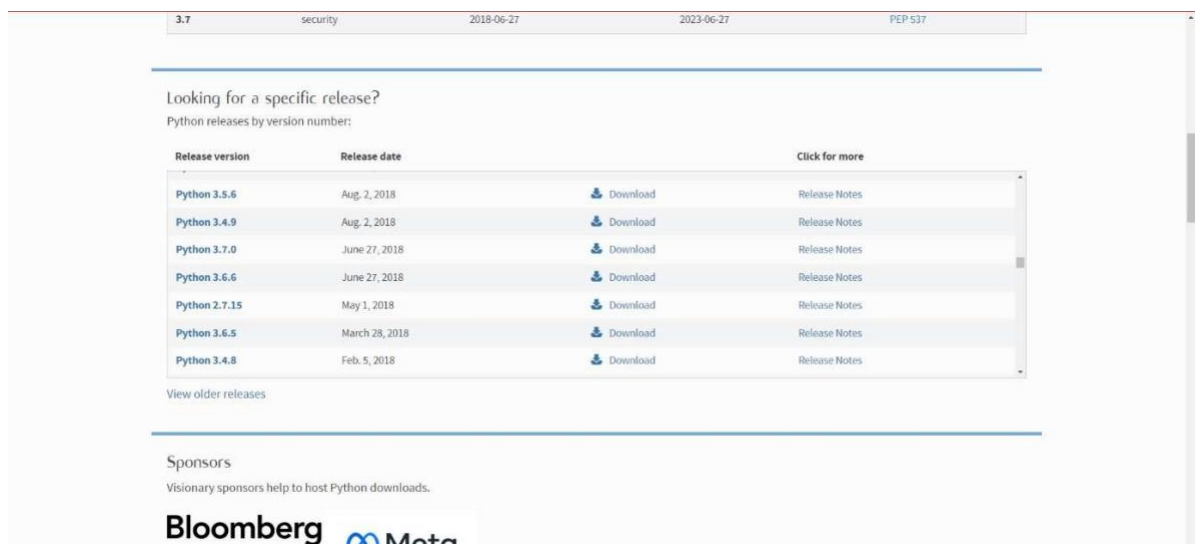 3.7 security 2018-06-27 2023-06-27 PEP 537
Looking for a specific release?
Python releases by version number:
Release version Release date Click for more
Python 3.5.6 Aug. 2, 2018 Download Release Notes
Python 3.4.9 Aug. 2, 2018 Download Release Notes
Python 3.7.0 June 27, 2018 Download Release Notes
Python 3.6.6 June 27, 2018 Download Release Notes
Python 2.7.15 May 1, 2018 Download Release Notes
Python 3.6.5 March 28, 2018 Download Release Notes
Python 3.4.8 Feb. 5, 2018 Download Release Notes
View older releases
Sponsors
Visionary sponsors help to host Python downloads.
Bloomberg
Meta